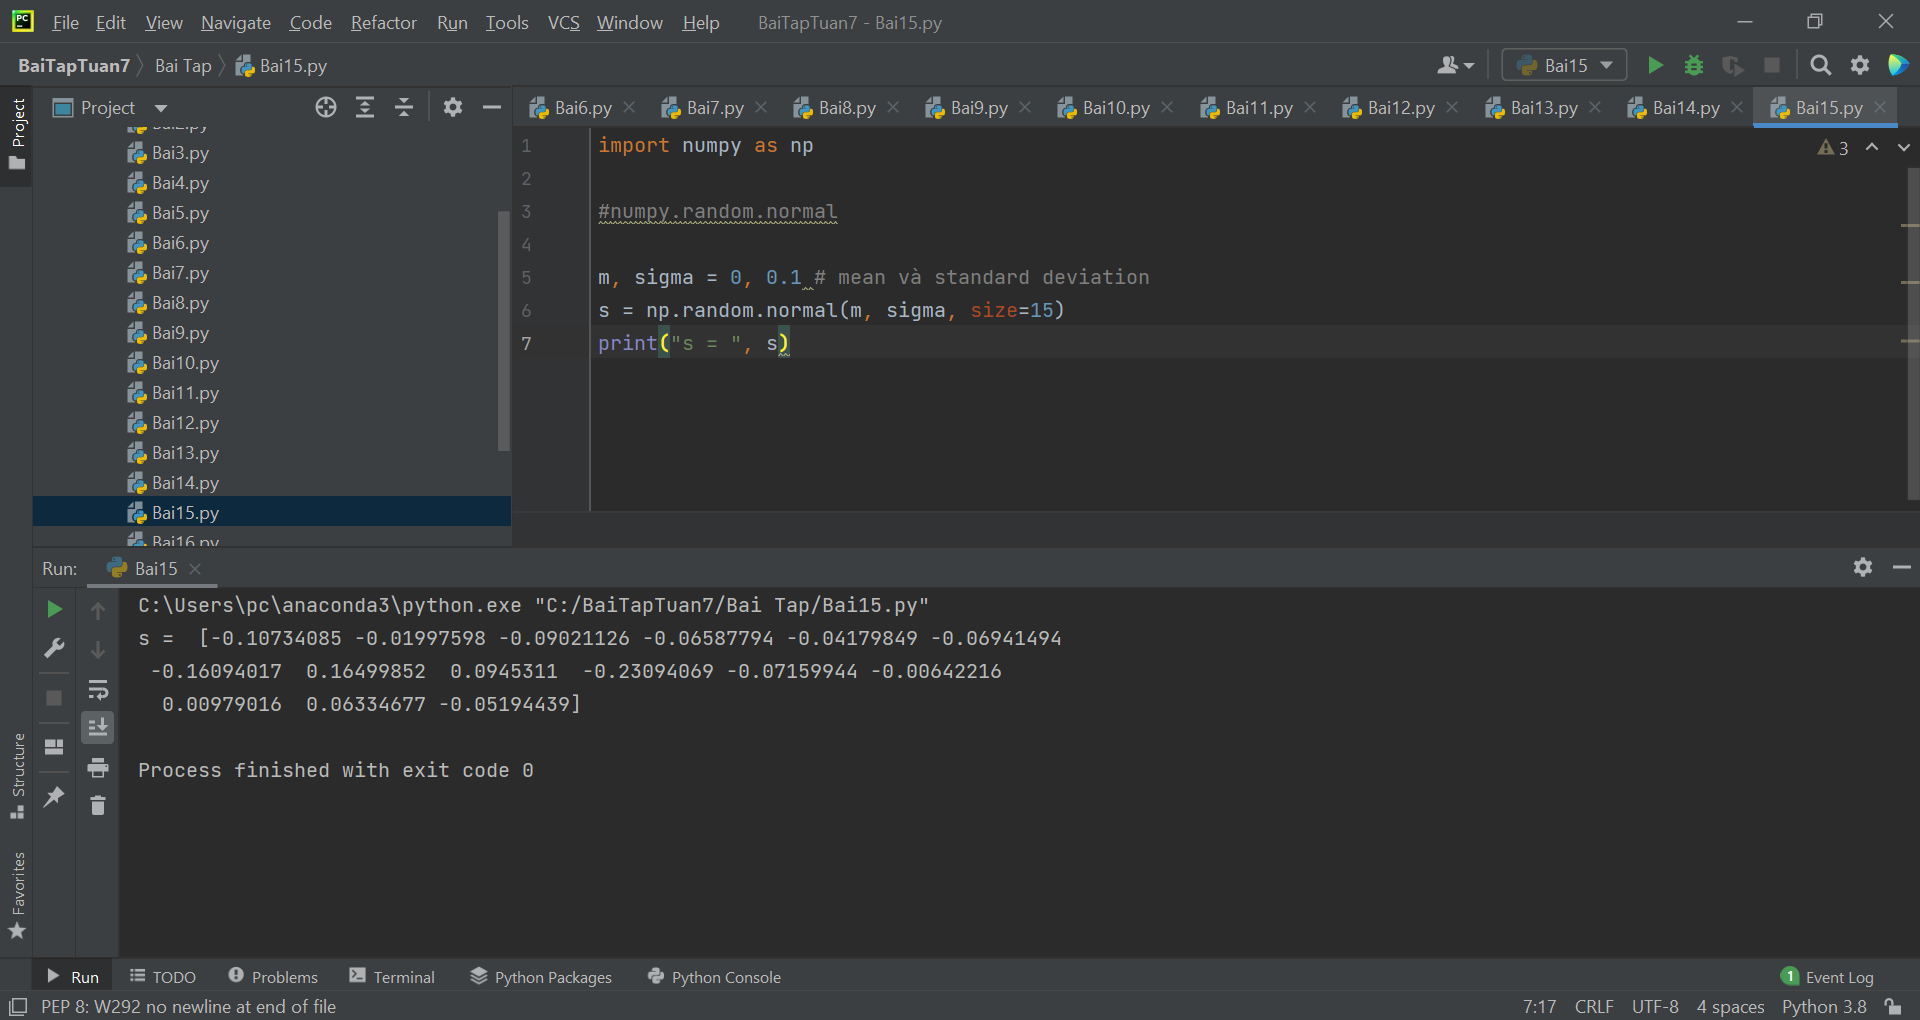 PC File Edit View Navigate Code Refactor Run Tools VCS Window Help BaiTapTuan7 - Bai15.py
BaiTapTuan7 Bai Tap Bai15.py Bai15
Project
Project
Bai6.py Bai7.py Bai8.py Bai9.py Bai10.py Bai11.py Bai12.py Bai13.py Bai14.py Bai15.py
Bai2.py
Bai3.py
Bai4.py
Bai5.py
Bai6.py
Bai7.py
Bai8.py
Bai9.py
Bai10.py
Bai11.py
Bai12.py
Bai13.py
Bai14.py
Bai15.py
Bai16.py
1 import numpy as np
3
2
3 #numpy.random.normal
4
5 m, sigma = 0, 0.1 # mean và standard deviation
6 s = np.random.normal(m, sigma, size=15)
7 print("s = ", s)
Run: Bai15
C:\Users\pc\anaconda3\python.exe "C:/BaiTapTuan7/Bai Tap/Bai15.py"
s =  [-0.10734085 -0.01997598 -0.09021126 -0.06587794 -0.04179849 -0.06941494
 -0.16094017  0.16499852  0.0945311  -0.23094069 -0.07159944 -0.00642216
  0.00979016  0.06334677 -0.05194439]
Process finished with exit code 0
Structure
Favorites
Run TODO Problems Terminal Python Packages Python Console 1 Event Log
PEP 8: W292 no newline at end of file 7:17 CRLF UTF-8 4 spaces Python 3.8